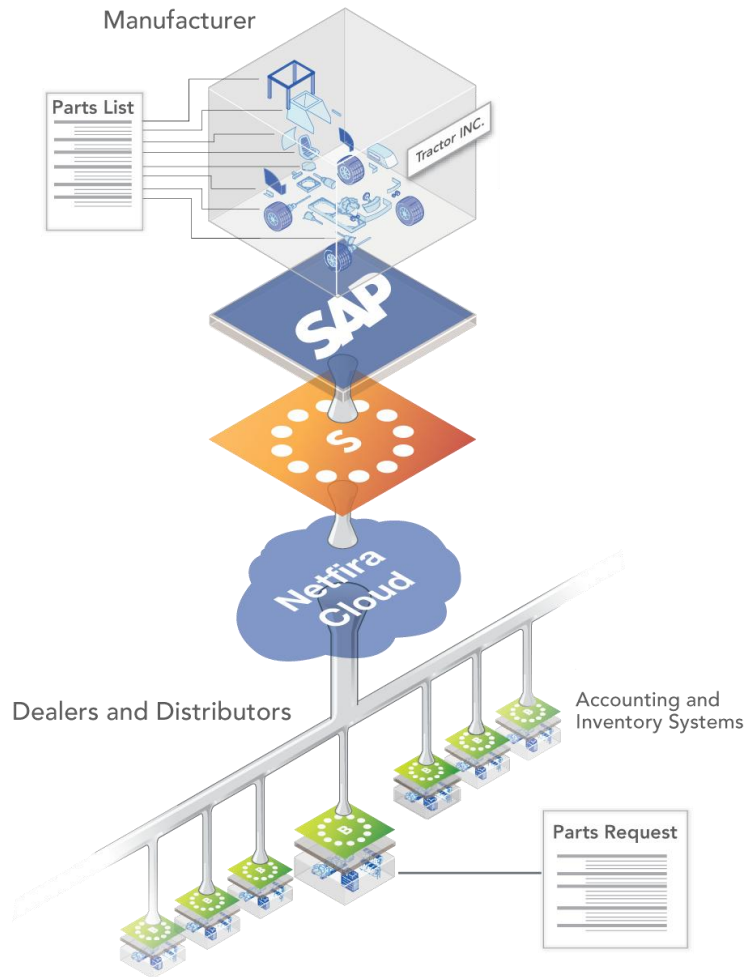 Manufacturer
Parts List
Tractor INC.
SAP
S
Netfira
Cloud
Dealers and Distributors
Accounting and
Inventory Systems
B
B
B
B
B
B
B
Parts Request